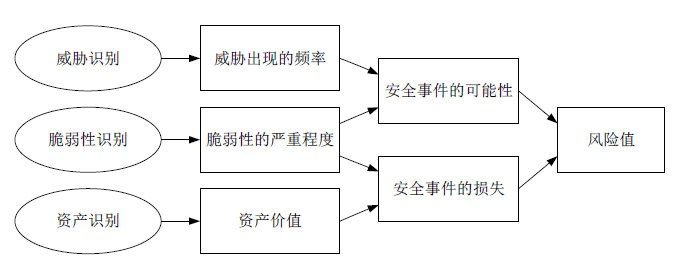 威胁识别
威胁出现的频率
安全事件的可能性
脆弱性识别
脆弱性的严重程度
风险值
安全事件的损失
资产识别
资产价值